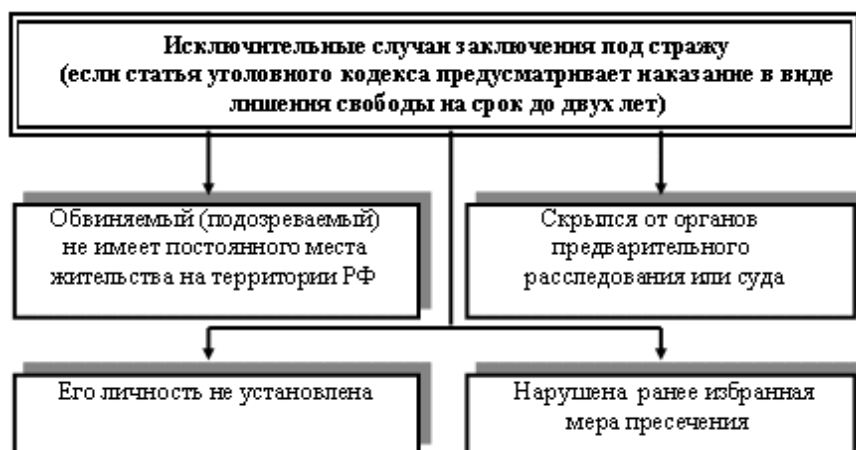 Исключительные случаи заключения под стражу
(если статья уголовного кодекса предусматривает наказание в виде
лишения свободы на срок до двух лет)
Обвиняемый (подозреваемый)
не имеет постоянного места
жительства на территории РФ
Скрылся от органов
предварительного
расследования или суда
Его личность не установлена
Нарушена ранее избранная
мера пресечения